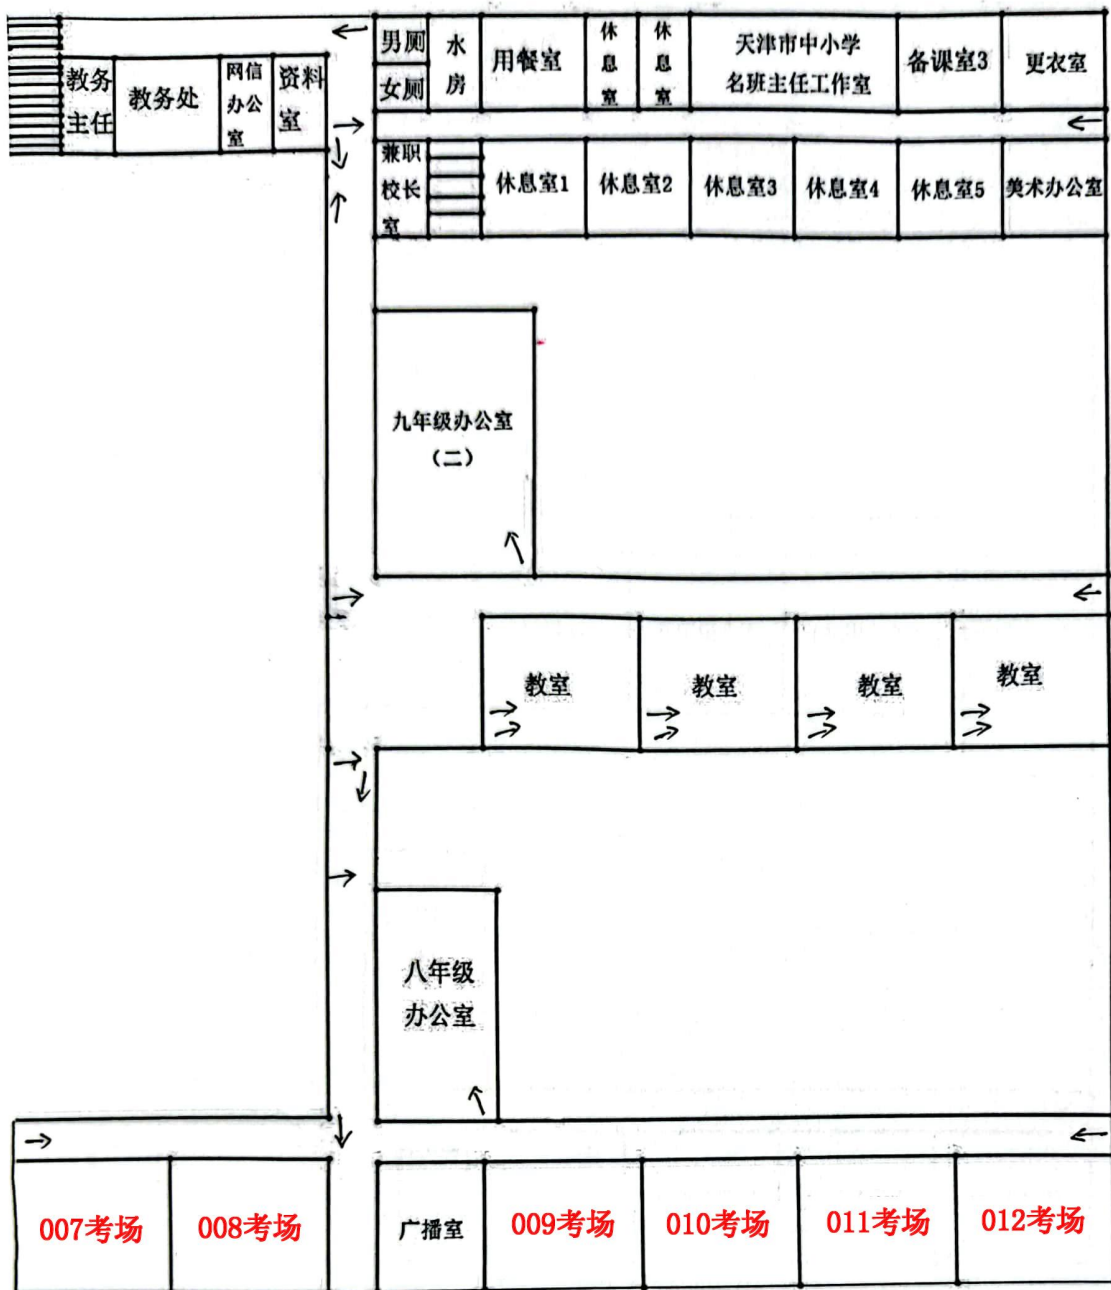 男厕
女厕
水
房
用餐室
休
息
室
休
息
室
天津市中小学
名班主任工作室
备课室3
更衣室
教务
主任
教务处
网信
办公
室
资料
室
兼职
校长
室
休息室1
休息室2
休息室3
休息室4
休息室5
美术办公室
九年级办公室
（二）
教室
教室
教室
教室
八年级
办公室
007考场
008考场
广播室
009考场
010考场
011考场
012考场